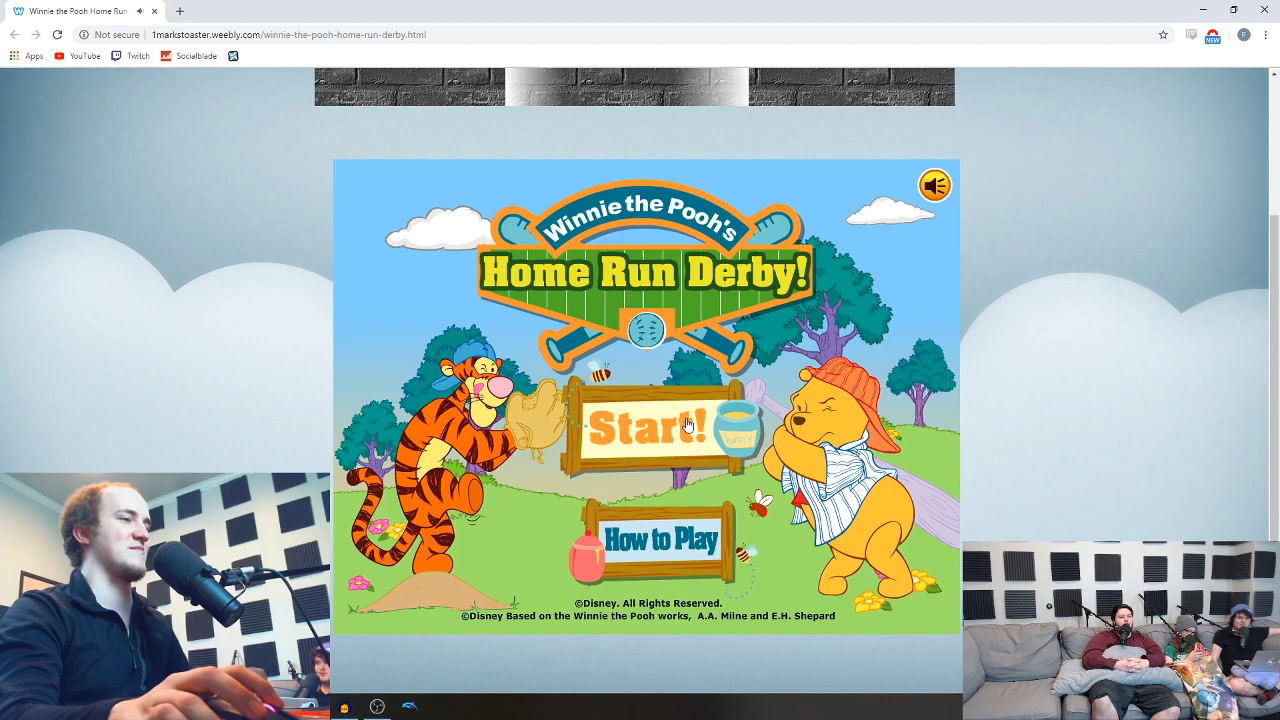 Winnie the Pooh Home Run
Not secure
1markstoaster.weebly.com/winnie-the-pooh-home-run-derby.html
NEW
F
Apps
YouTube
Twitch
Socialblade
Winnie the Pooh's
Home Run Derby!
Start!
hunny
How to Play
©Disney. All Rights Reserved.
©Disney Based on the Winnie the Pooh works, A.A. Milne and E.H. Shepard